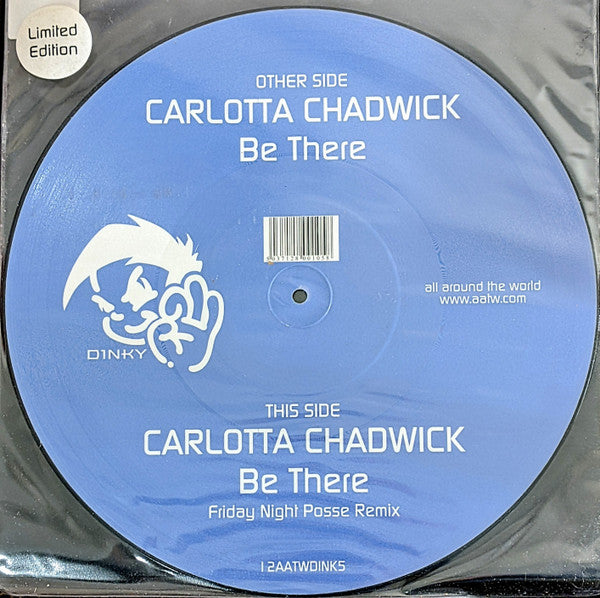 Limited
Edition
OTHER SIDE
CARLOTTA CHADWICK
Be There
all around the world
www.aatw.com
D1NKY
THIS SIDE
CARLOTTA CHADWICK
Be There
Friday Night Posse Remix
12AATWDINK5